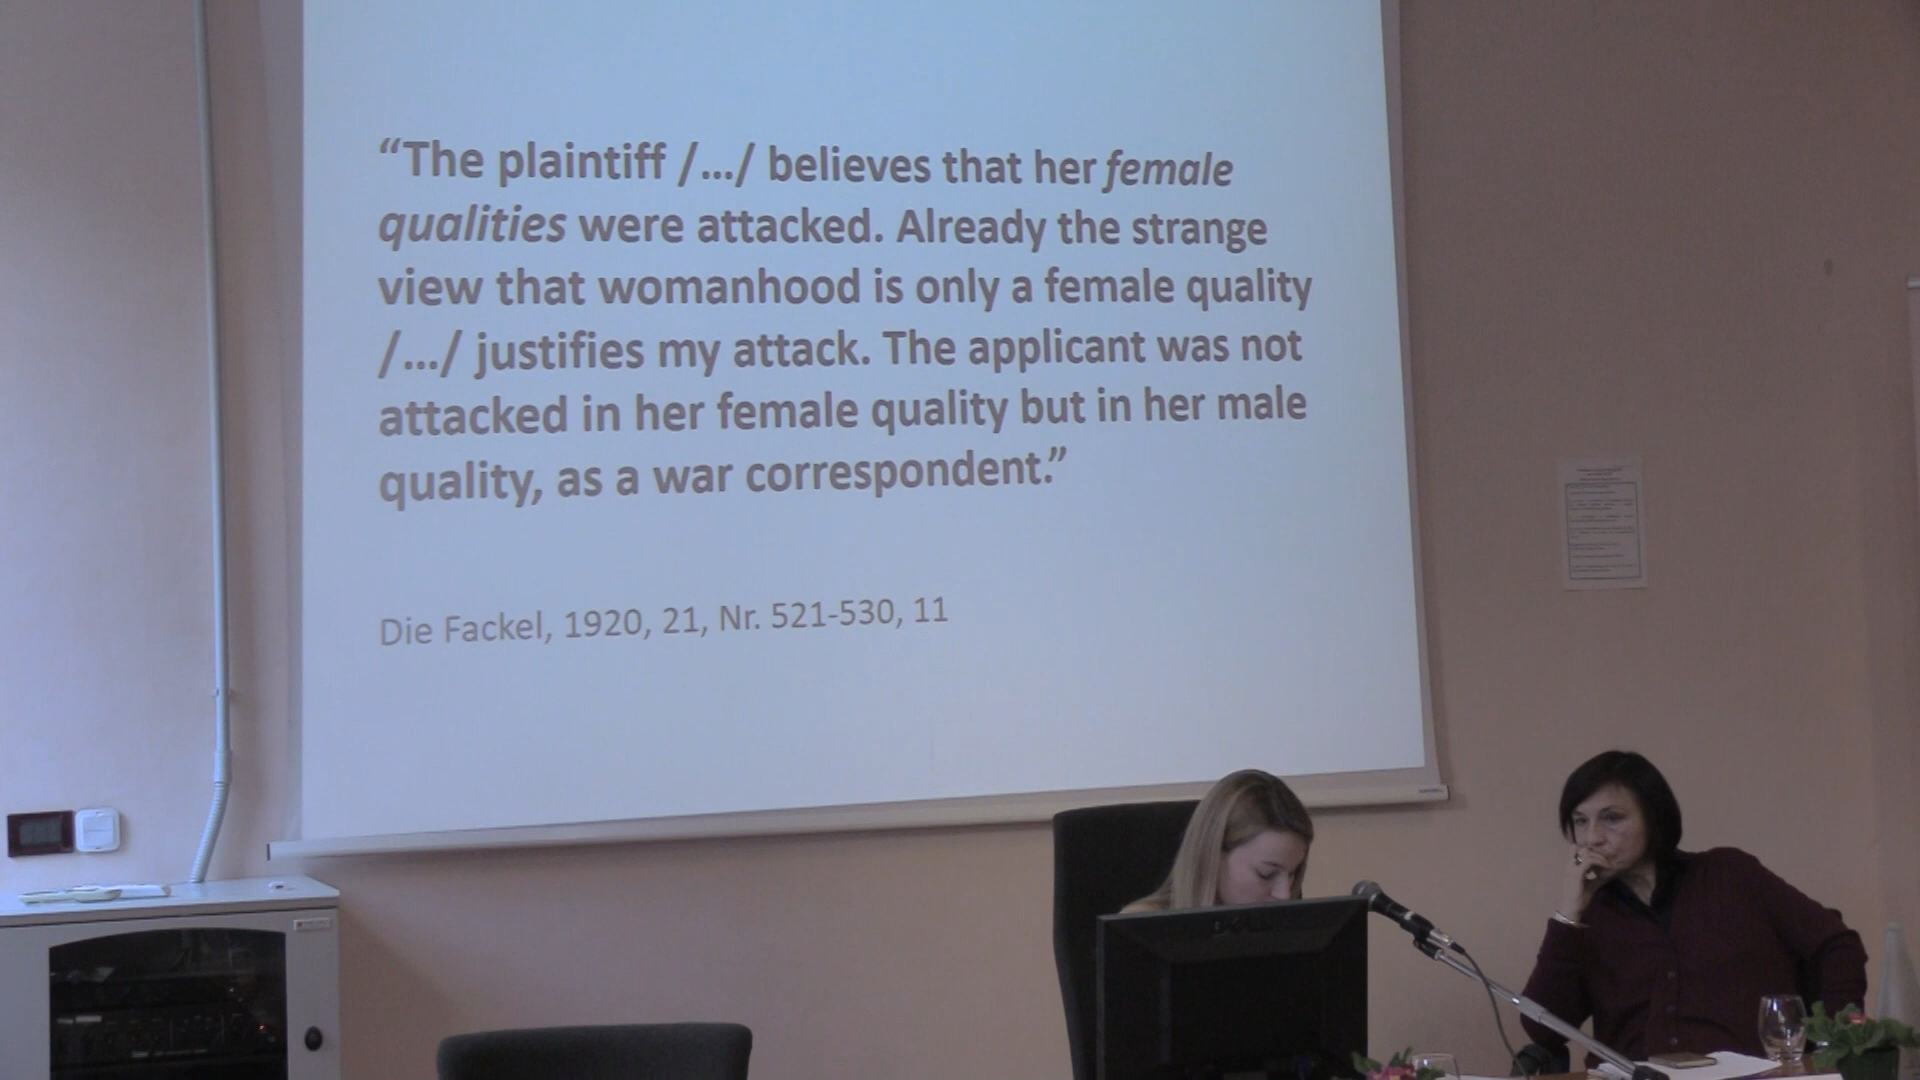 “The plaintiff /.../ believes that her female
qualities were attacked. Already the strange
view that womanhood is only a female quality
/.../ justifies my attack. The applicant was not
attacked in her female quality but in her male
quality, as a war correspondent.”
Die Fackel, 1920, 21, Nr. 521-530, 11
DELL